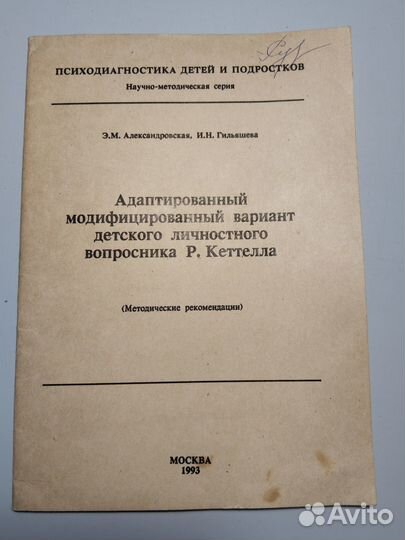 ПСИХОДИАГНОСТИКА ДЕТЕЙ И ПОДРОСТКОВ
Научно-методическая серия
Э.М. Александровская, И.Н. Гильяшева
Адаптированный
модифицированный вариант
детского личностного
вопросника Р. Кеттелла
(Методические рекомендации)
МОСКВА
1993
Avito